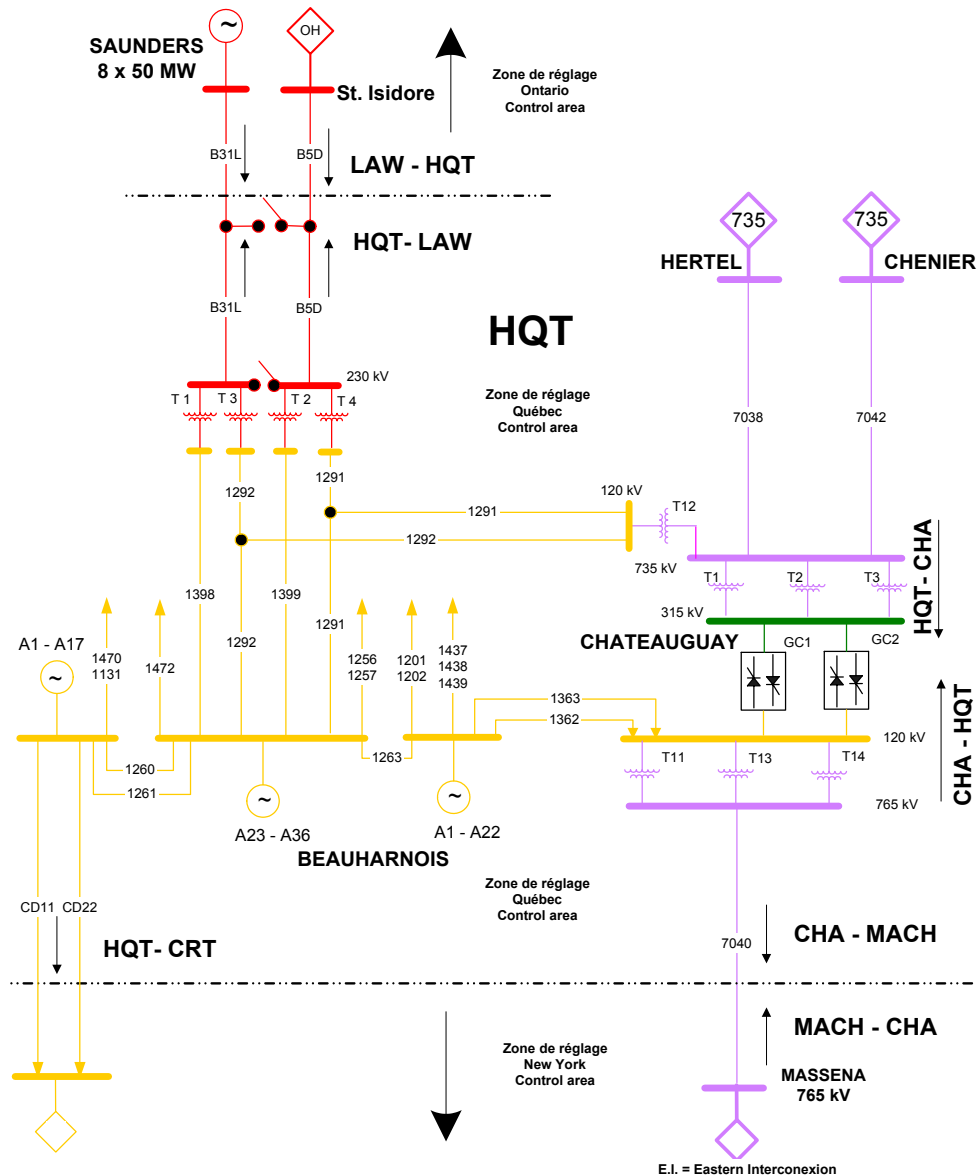 OH
~
SAUNDERS
8 x 50 MW
St. Isidore
Zone de réglage
Ontario
Control area
B31L
B5D
LAW - HQT
HQT- LAW
735
735
HERTEL
CHENIER
B31L
B5D
HQT
230 kV
T 1
T 3
T 2
T 4
Zone de réglage
Québec
Control area
7038
7042
1291
1292
120 kV
T12
1291
1292
735 kV
HQT- CHA
T1
T2
T3
1398
1399
1291
1292
315 kV
CHATEAUGUAY
GC1
GC2
A1 - A17
~
1470
1131
1472
1256
1257
1201
1202
1437
1438
1439
1363
1362
CHA - HQT
120 kV
1260
1261
1263
T11
T13
T14
~
~
765 kV
A23 - A36
A1 - A22
BEAUHARNOIS
Zone de réglage
Québec
Control area
CD11
CD22
HQT- CRT
7040
CHA - MACH
MACH - CHA
Zone de réglage
New York
Control area
MASSENA
765 kV
E.I. = Eastern Interconexion